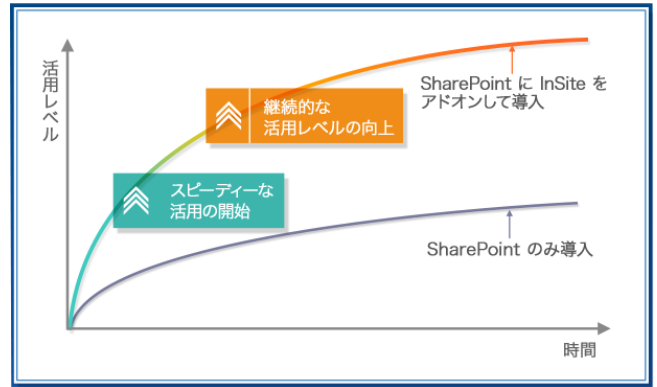 活用レベル
SharePoint に InSite を
アドオンして導入
継続的な
活用レベルの向上
スピーディーな
活用の開始
SharePoint のみ導入
時間